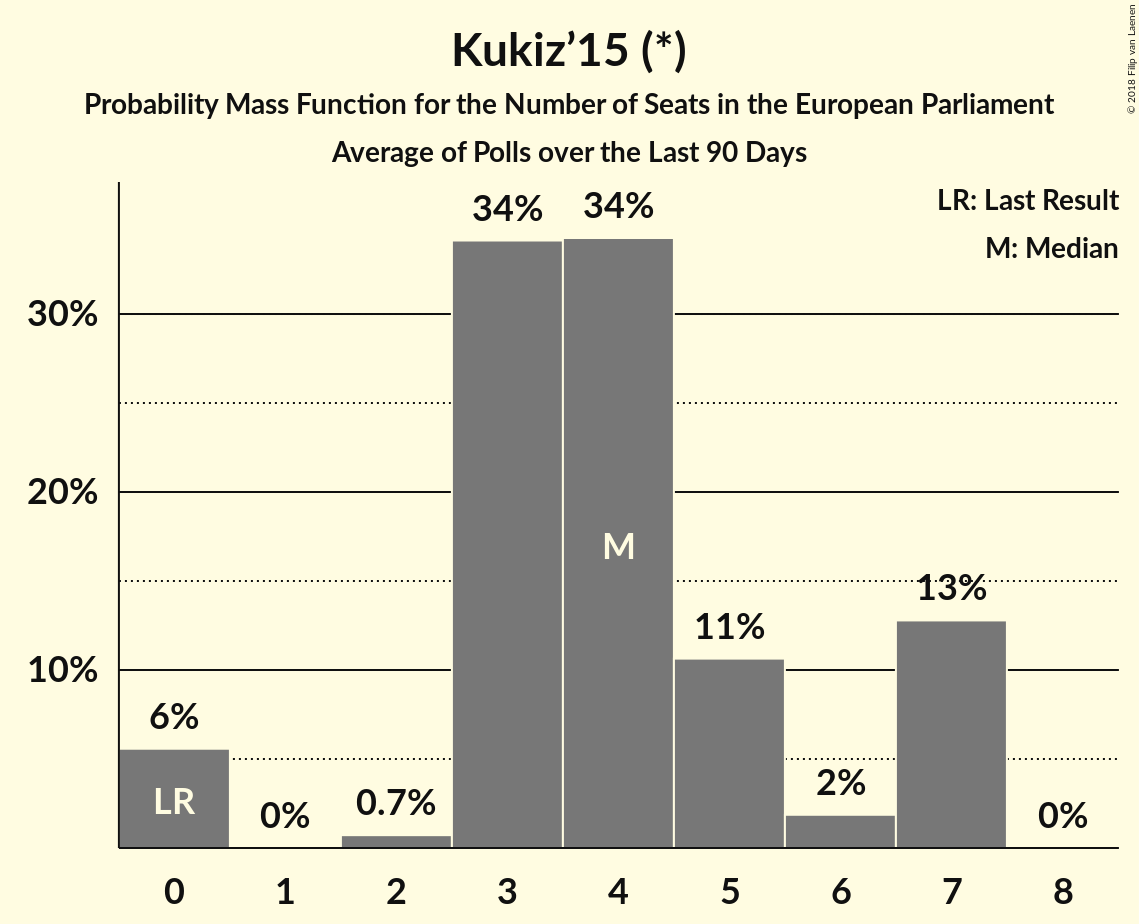 Kukiz’15 (*)
Probability Mass Function for the Number of Seats in the European Parliament
Average of Polls over the Last 90 Days
© 2018 Filip van Laenen
LR: Last Result
M: Median
34%
34%
30%
20%
M
13%
11%
10%
6%
2%
LR
0%
0.7%
0%
0 1 2 3 4 5 6 7 8